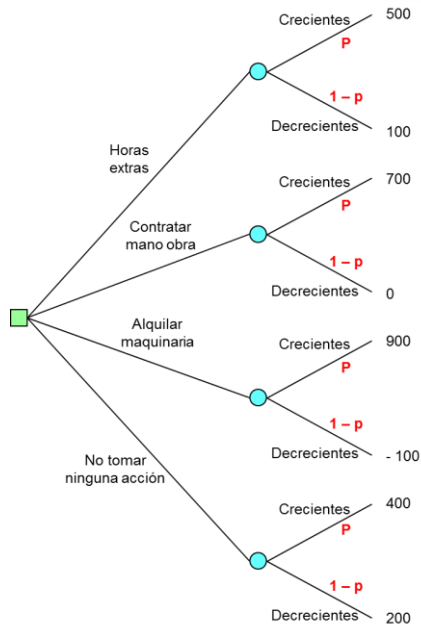 Crecientes 500
P
1 – p
Decrecientes 100
Horas
extras
Crecientes 700
P
Contratar
mano obra
1 – p
Decrecientes 0
Alquilar
maquinaria
Crecientes 900
P
1 – p
Decrecientes - 100
No tomar
ninguna acción
Crecientes 400
P
1 – p
Decrecientes 200